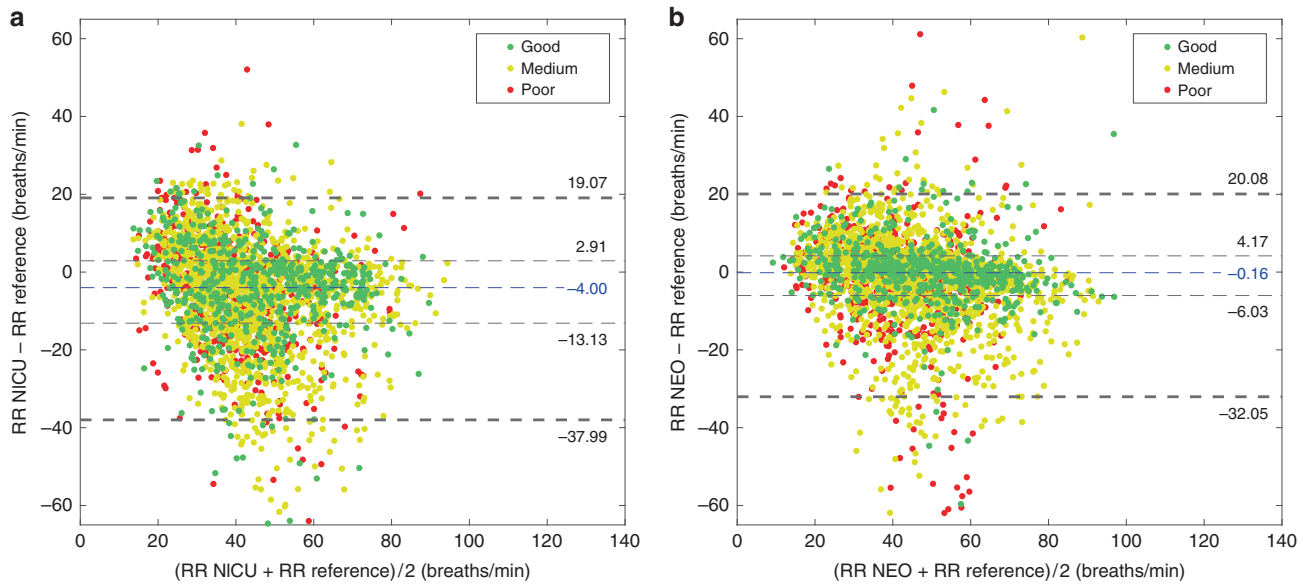 a
60
40
20
0
−20
−40
−60
RR NICU – RR reference (breaths/min)
Good
Medium
Poor
19.07
2.91
−4.00
−13.13
−37.99
0 20 40 60 80 100 120 140
(RR NICU + RR reference)/2 (breaths/min)
b
60
40
20
0
−20
−40
−60
RR NEO – RR reference (breaths/min)
Good
Medium
Poor
20.08
4.17
−0.16
−6.03
−32.05
0 20 40 60 80 100 120 140
(RR NEO + RR reference)/2 (breaths/min)